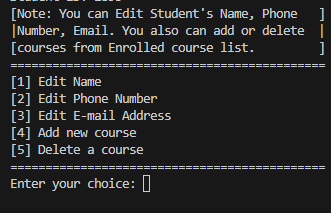 [Note: You can Edit Student's Name, Phone   ]
|Number, Email. You also can add or delete  |
[courses from Enrolled course list.         ]
=============================================
[1] Edit Name
[2] Edit Phone Number
[3] Edit E-mail Address
[4] Add new course
[5] Delete a course
=============================================
Enter your choice: